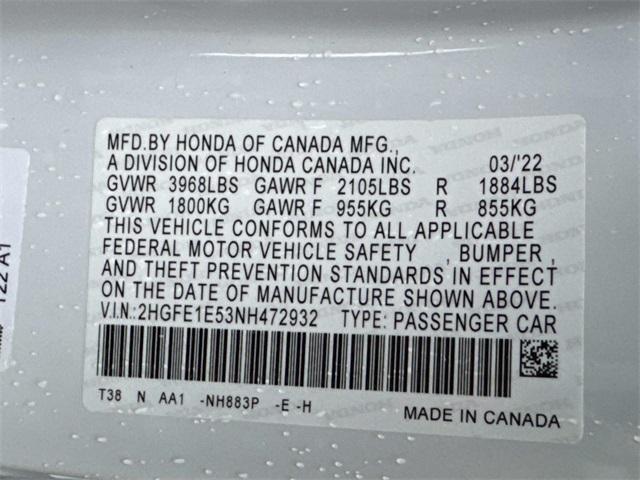 MFD.BY HONDA OF CANADA MFG.,
A DIVISION OF HONDA CANADA INC. 03/'22
GVWR 3968LBS GAWR F 2105LBS R 1884LBS
GVWR 1800KG GAWR F 955KG R 855KG
THIS VEHICLE CONFORMS TO ALL APPLICABLE
FEDERAL MOTOR VEHICLE SAFETY , BUMPER ,
AND THEFT PREVENTION STANDARDS IN EFFECT
ON THE DATE OF MANUFACTURE SHOWN ABOVE.
V.I.N.: 2HGFE1E53NH472932 TYPE: PASSENGER CAR
T38 N AA1 -NH883P -E -H
MADE IN CANADA
122 A1